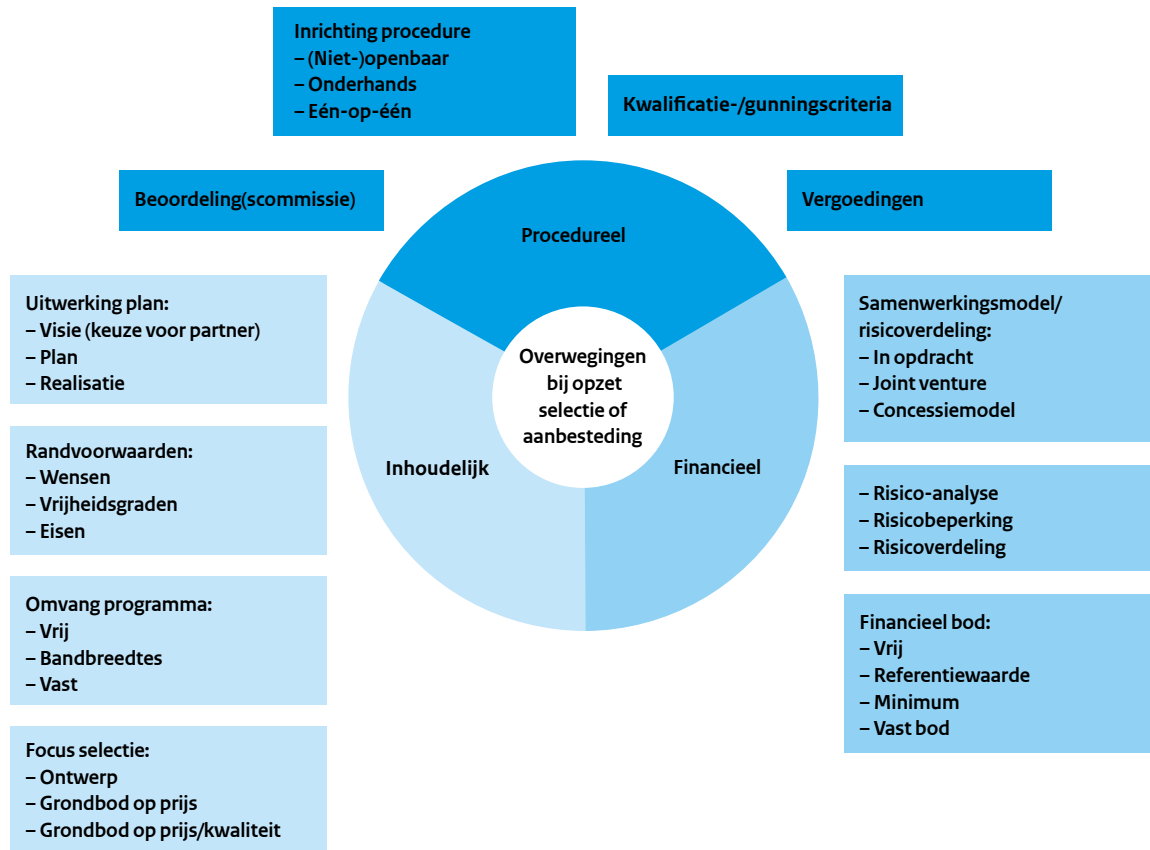 Inrichting procedure
– (Niet-)openbaar
– Onderhands
– Eén-op-één
Kwalificatie-/gunningscriteria
Beoordeling(scommissie)
Vergoedingen
Procedureel
Uitwerking plan:
– Visie (keuze voor partner)
– Plan
– Realisatie
Randvoorwaarden:
– Wensen
– Vrijheidsgraden
– Eisen
Omvang programma:
– Vrij
– Bandbreedtes
– Vast
Focus selectie:
– Ontwerp
– Grondbod op prijs
– Grondbod op prijs/kwaliteit
Overwegingen
bij opzet
selectie of
aanbesteding
Inhoudelijk
Financieel
Samenwerkingsmodel/
risicoverdeling:
– In opdracht
– Joint venture
– Concessiemodel
– Risico-analyse
– Risicobeperking
– Risicoverdeling
Financieel bod:
– Vrij
– Referentiewaarde
– Minimum
– Vast bod